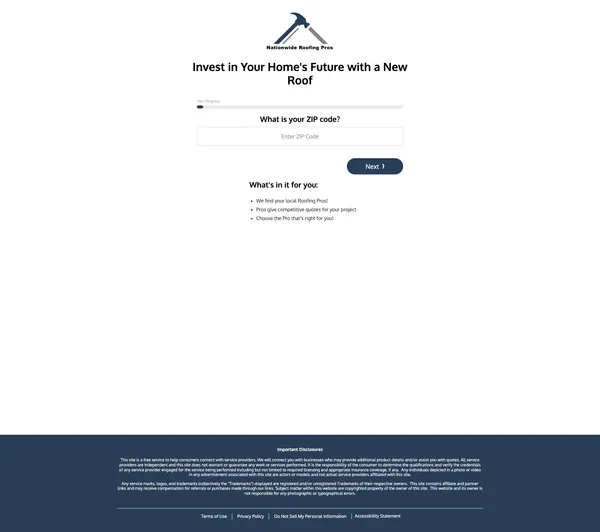 Nationwide Roofing Pros
Invest in Your Home's Future with a New
Roof
Your Progress
What is your ZIP code?
Enter ZIP Code
Next ❯
What's in it for you:
• We find your local Roofing Pros!
• Pros give competitive quotes for your project
• Choose the Pro that's right for you!
Important Disclosures
This site is a free service to help consumers connect with service providers. We will connect you with businesses who may provide additional product details and/or assist you with quotes. All service
providers are independent and this site does not warrant or guarantee any work or services performed. It is the responsibility of the consumer to determine the qualifications and verify the credentials
of any service provider engaged for the service being performed including but not limited to required licensing and appropriate insurance coverage, if any. Any individuals depicted in a photo or video
in any advertisement associated with this site are actors or models and not actual service providers affiliated with this site.
Any service marks, logos, and trademarks (collectively the "Trademarks") displayed are registered and/or unregistered Trademarks of their respective owners. This site contains affiliate and partner
links and may receive compensation for referrals or purchases made through our links. Subject matter within this website are copyrighted property of the owner of this site. This website and its owner is
not responsible for any photographic or typographical errors.
Terms of Use | Privacy Policy | Do Not Sell My Personal Information | Accessibility Statement